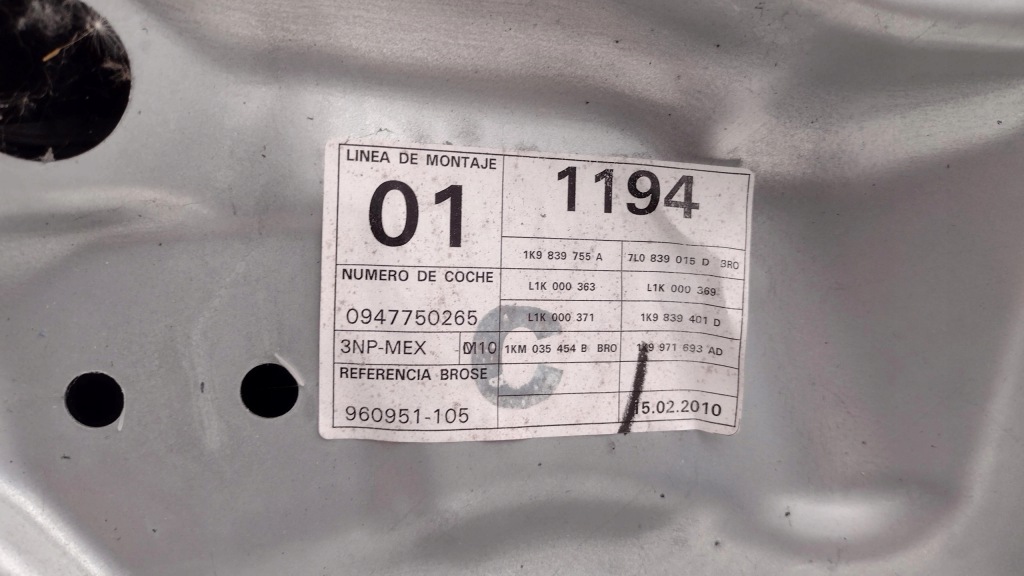 LINEA DE MONTAJE
01
1194
1K9 839 755 A 7L0 839 015 D 3RO
NUMERO DE COCHE
L1K 000 363 L1K 000 369
0947750265
L1K 000 371 1K9 839 401 D
3NP-MEX M10 1KM 035 454 B BRO 971 693 AD
REFERENCIA BROSE
C
960951-105
15.02.2010